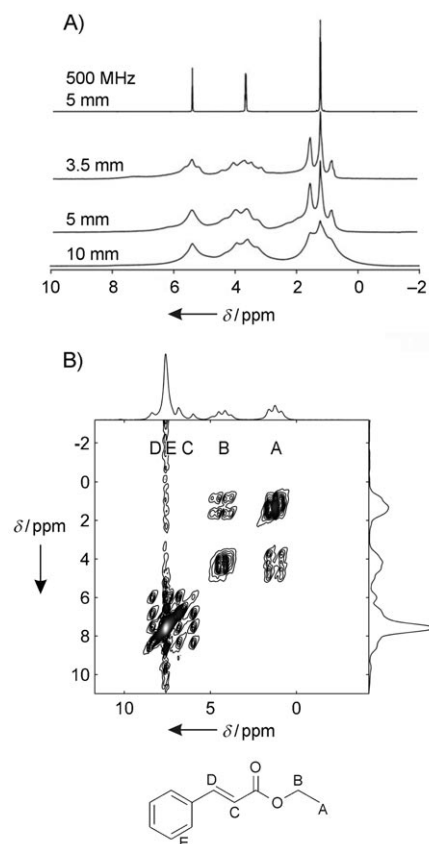 A)
500 MHz
5 mm
3.5 mm
5 mm
10 mm
10 8 6 4 2 0 −2
δ / ppm
B)
D E C B A
-2
0
2
4
6
8
10
δ / ppm
10 5 0
δ / ppm
O
D
B
O
C
A
E